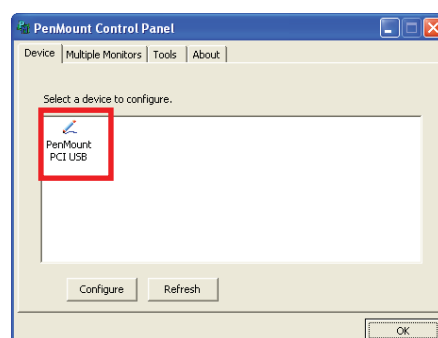 PenMount Control Panel
Device Multiple Monitors Tools About
Select a device to configure.
PenMount
PCI USB
Configure Refresh
OK